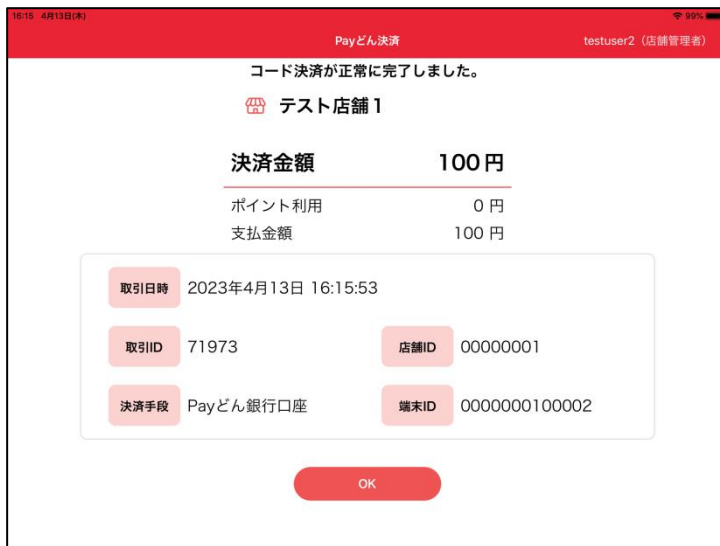 16:15 4月13日(木)
99%
Payどん決済
testuser2（店舗管理者）
コード決済が正常に完了しました。
テスト店舗１
決済金額 100円
ポイント利用 0 円
支払金額 100 円
取引日時 2023年4月13日 16:15:53
取引ID 71973 店舗ID 00000001
決済手段 Payどん銀行口座 端末ID 0000000100002
OK